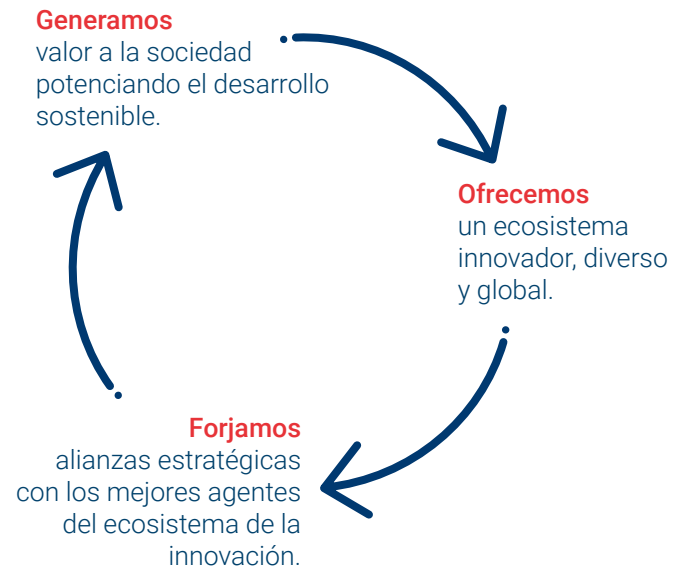 Generamos
valor a la sociedad
potenciando el desarrollo
sostenible.
Ofrecemos
un ecosistema
innovador, diverso
y global.
Forjamos
alianzas estratégicas
con los mejores agentes
del ecosistema de la
innovación.